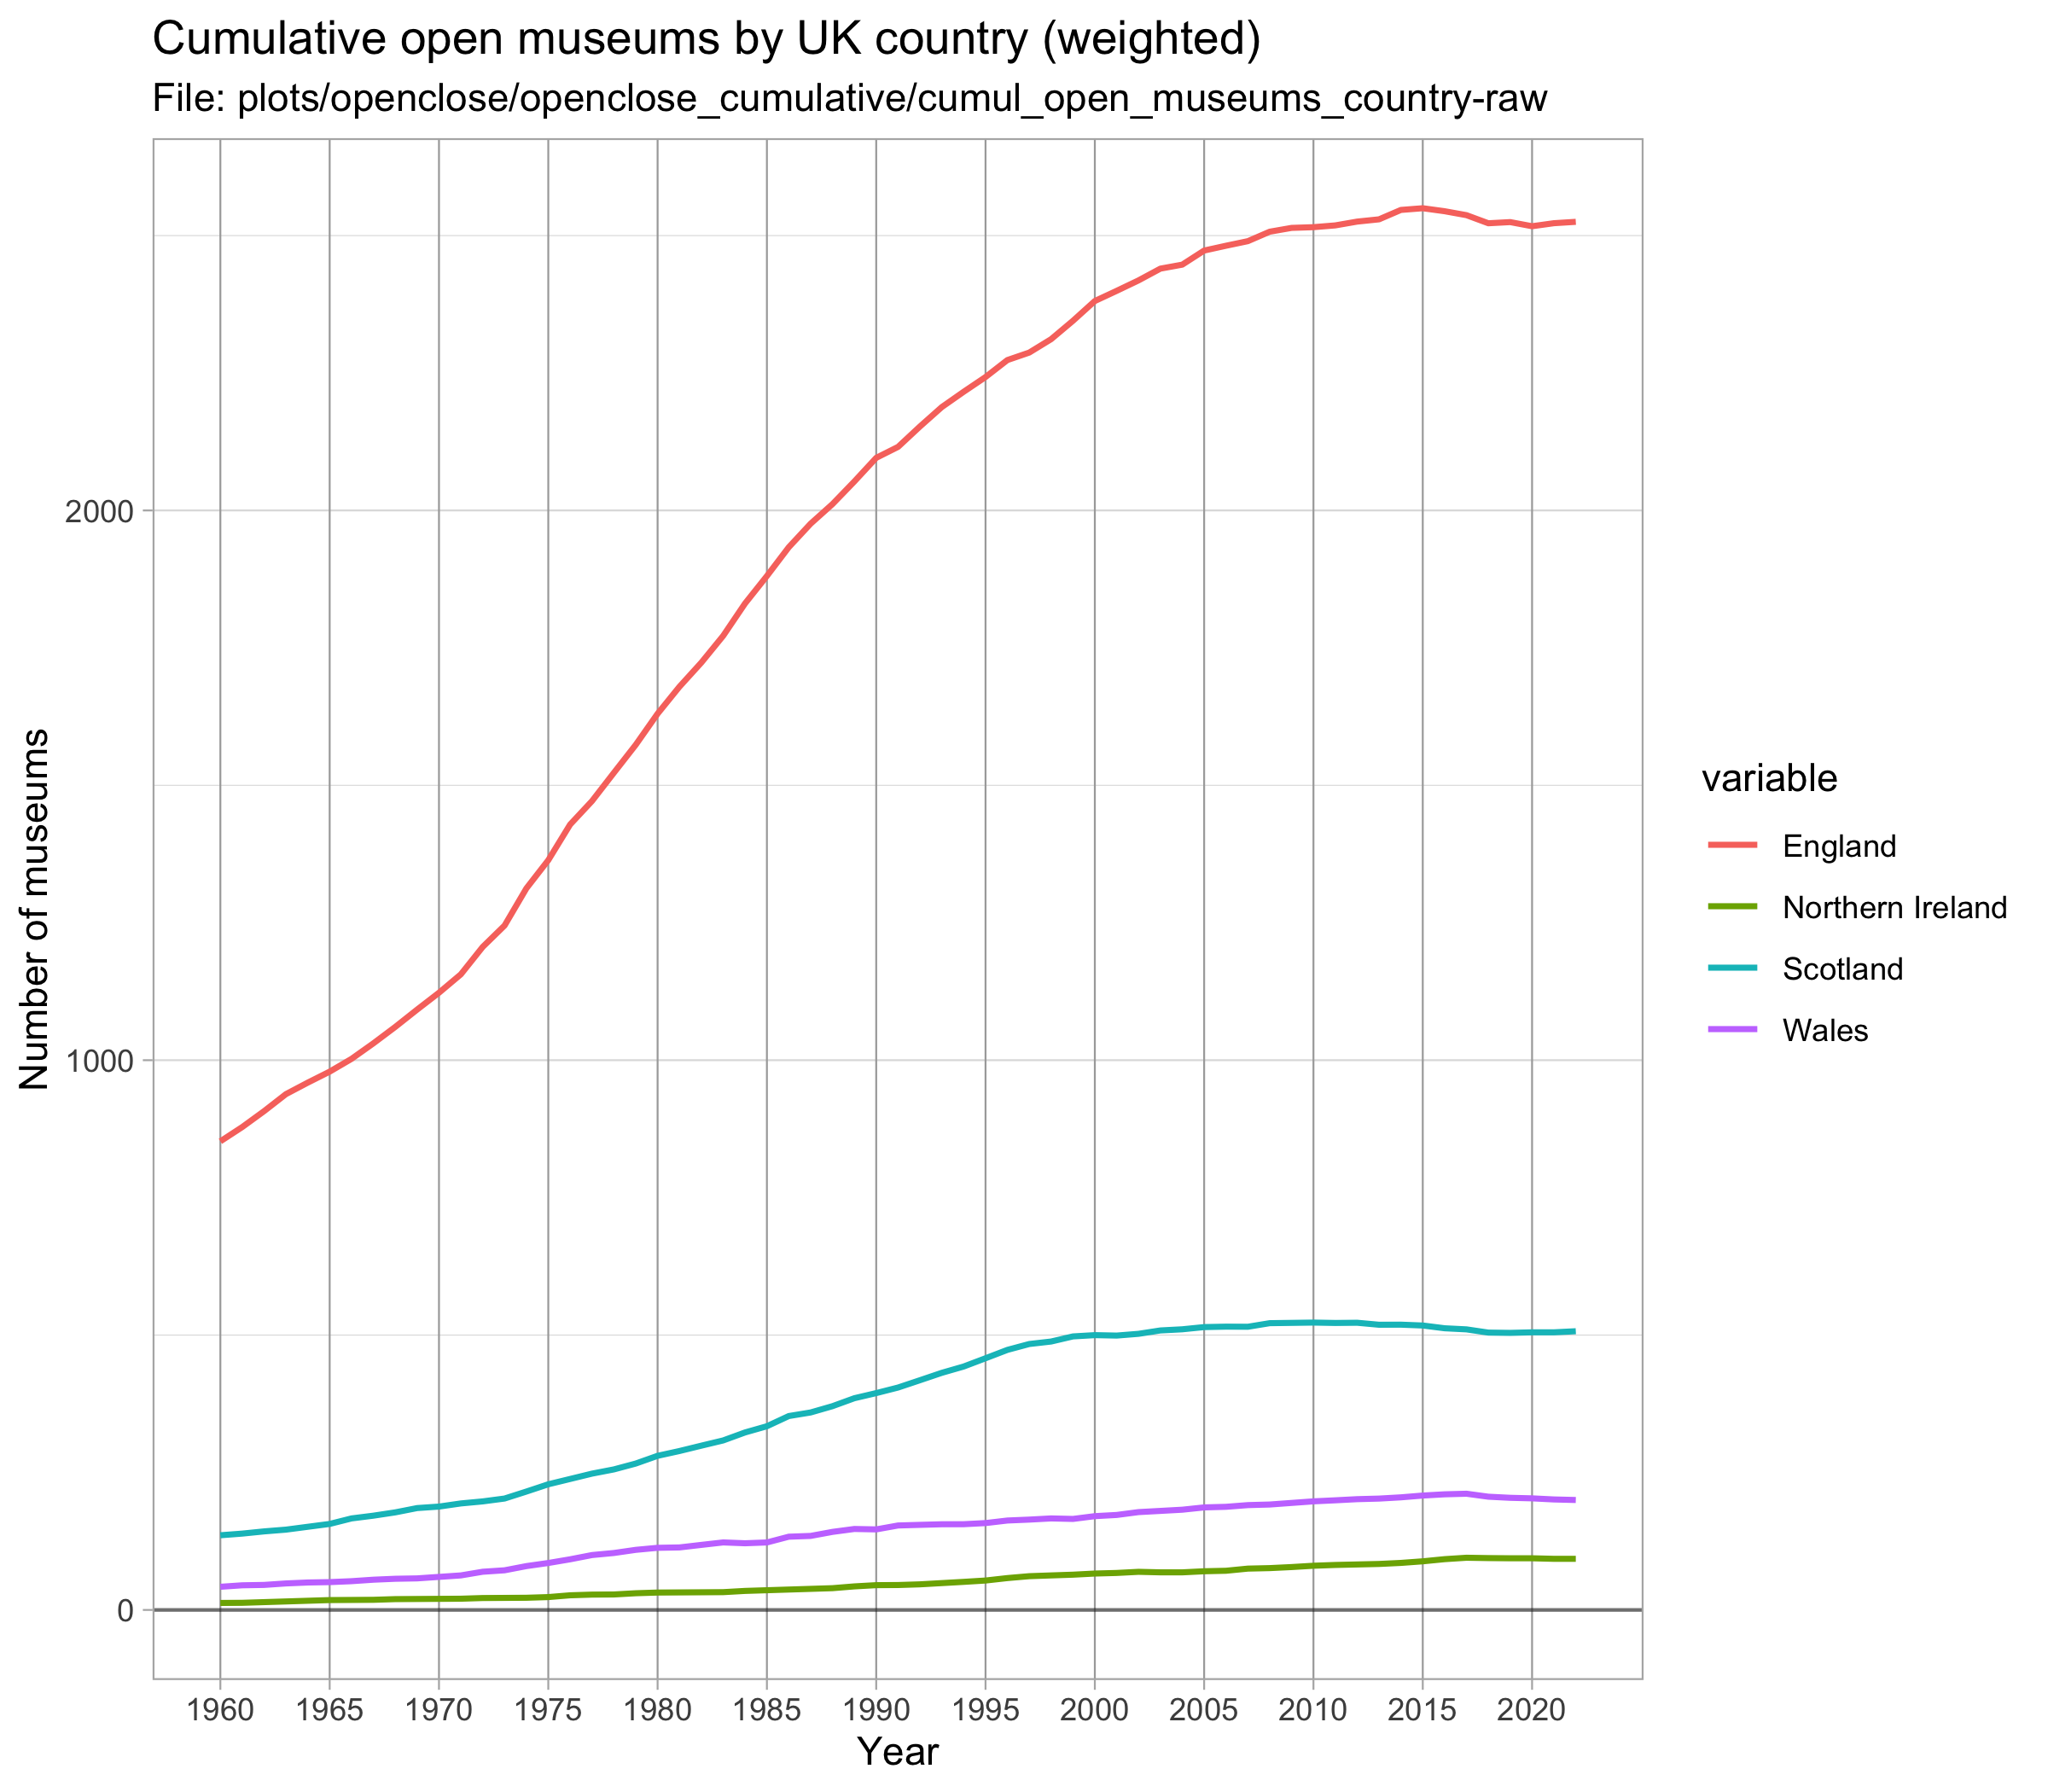 Cumulative open museums by UK country (weighted)
File: plots/openclose/openclose_cumulative/cumul_open_museums_country-raw
Number of museums
2000
1000
0
1960 1965 1970 1975 1980 1985 1990 1995 2000 2005 2010 2015 2020
Year
variable
England
Northern Ireland
Scotland
Wales